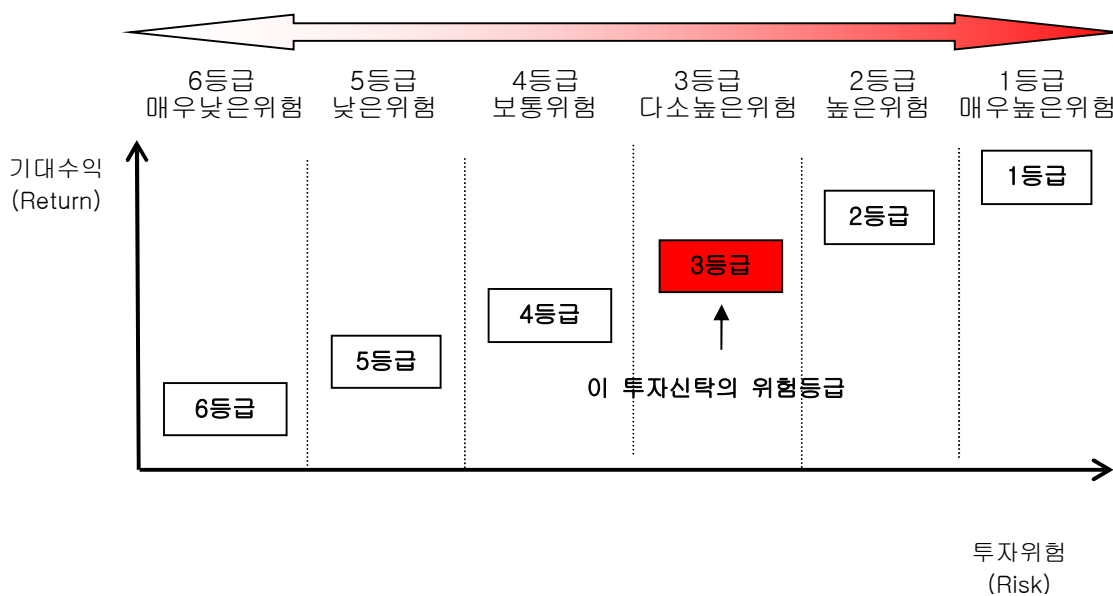 6등급
매우낮은위험
5등급
낮은위험
4등급
보통위험
3등급
다소높은위험
2등급
높은위험
1등급
매우높은위험
기대수익
(Return)
1등급
2등급
3등급
4등급
5등급
6등급
이 투자신탁의 위험등급
투자위험
(Risk)